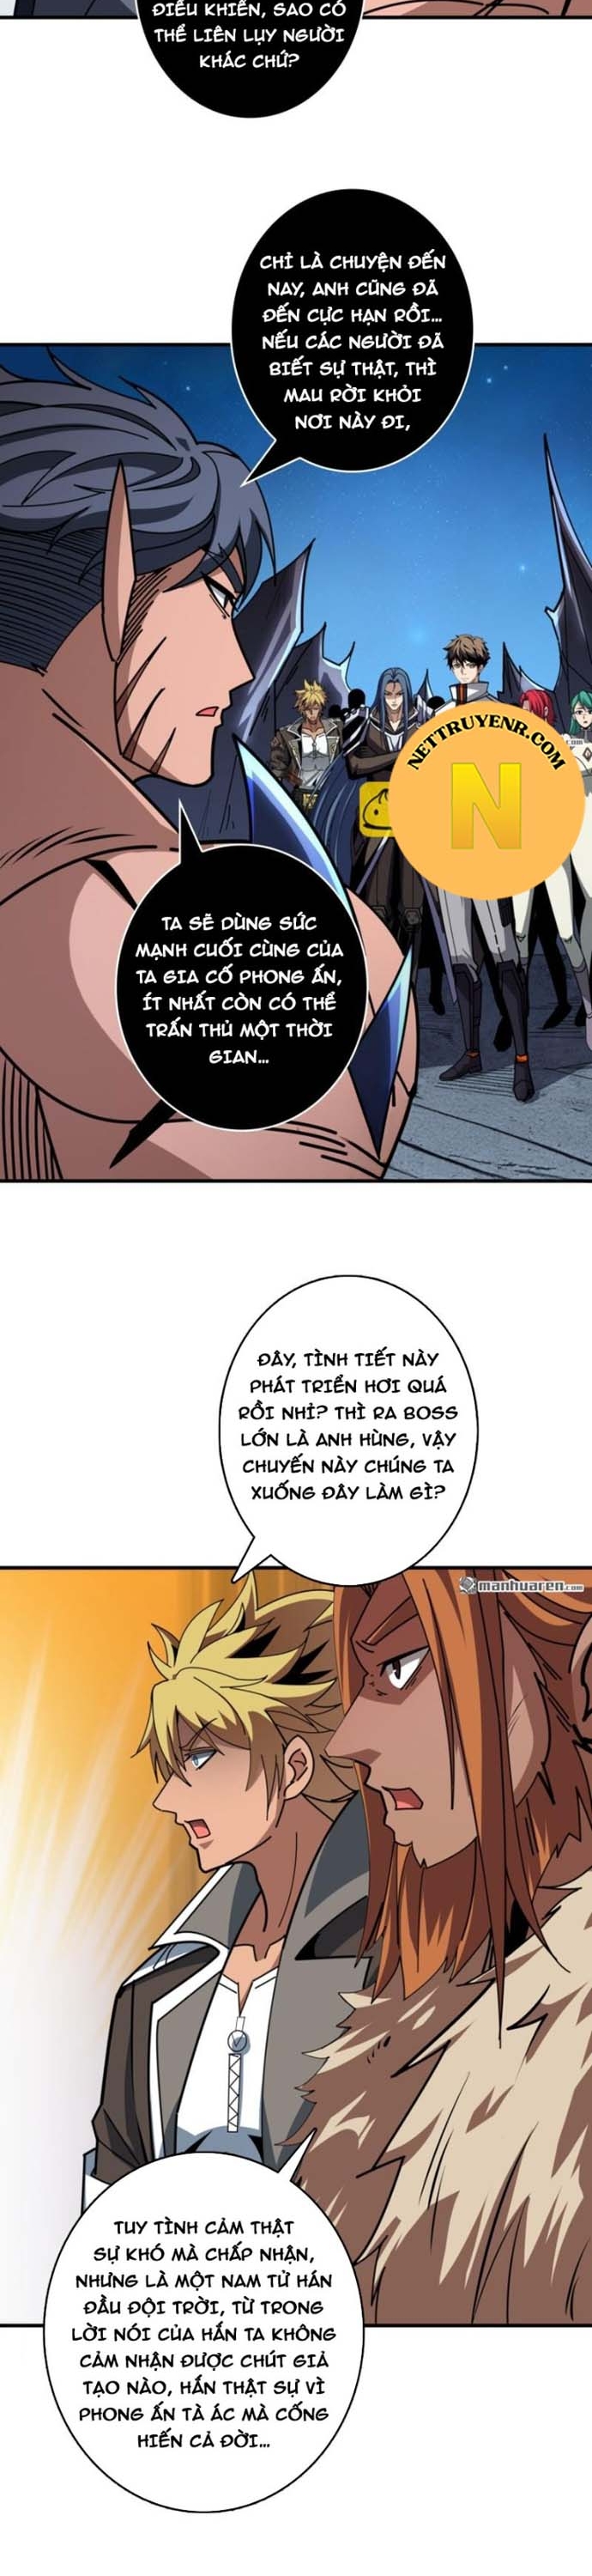 ĐIỀU KHIỂN, SAO CÓ
THỂ LIÊN LỤY NGƯỜI
KHÁC CHỨ?
CHỈ LÀ CHUYỆN ĐẾN
NAY, ANH CŨNG ĐÃ
ĐẾN CỰC HẠN RỒI...
NẾU CÁC NGƯỜI ĐÃ
BIẾT SỰ THẬT, THÌ
MAU RỜI KHỎI
NƠI NÀY ĐI,
NETTRUYENR.COM
N
TA SẼ DÙNG SỨC
MẠNH CUỐI CÙNG CỦA
TA GIA CỐ PHONG ẤN,
ÍT NHẤT CÒN CÓ THỂ
TRẤN THỦ MỘT THỜI
GIAN...
ĐÂY, TÌNH TIẾT NÀY
PHÁT TRIỂN HƠI QUÁ
RỒI NHỈ? THÌ RA BOSS
LỚN LÀ ANH HÙNG, VẬY
CHUYẾN NÀY CHÚNG TA
XUỐNG ĐÂY LÀM GÌ?
manhuaren.com
TUY TÌNH CẢM THẬT
SỰ KHÓ MÀ CHẤP NHẬN,
NHƯNG LÀ MỘT NAM TỬ HÁN
ĐẦU ĐỘI TRỜI, TỪ TRONG
LỜI NÓI CỦA HẮN TA KHÔNG
CẢM NHẬN ĐƯỢC CHÚT GIẢ
TẠO NÀO, HẮN THẬT SỰ VÌ
PHONG ẤN TÀ ÁC MÀ CỐNG
HIẾN CẢ ĐỜI...